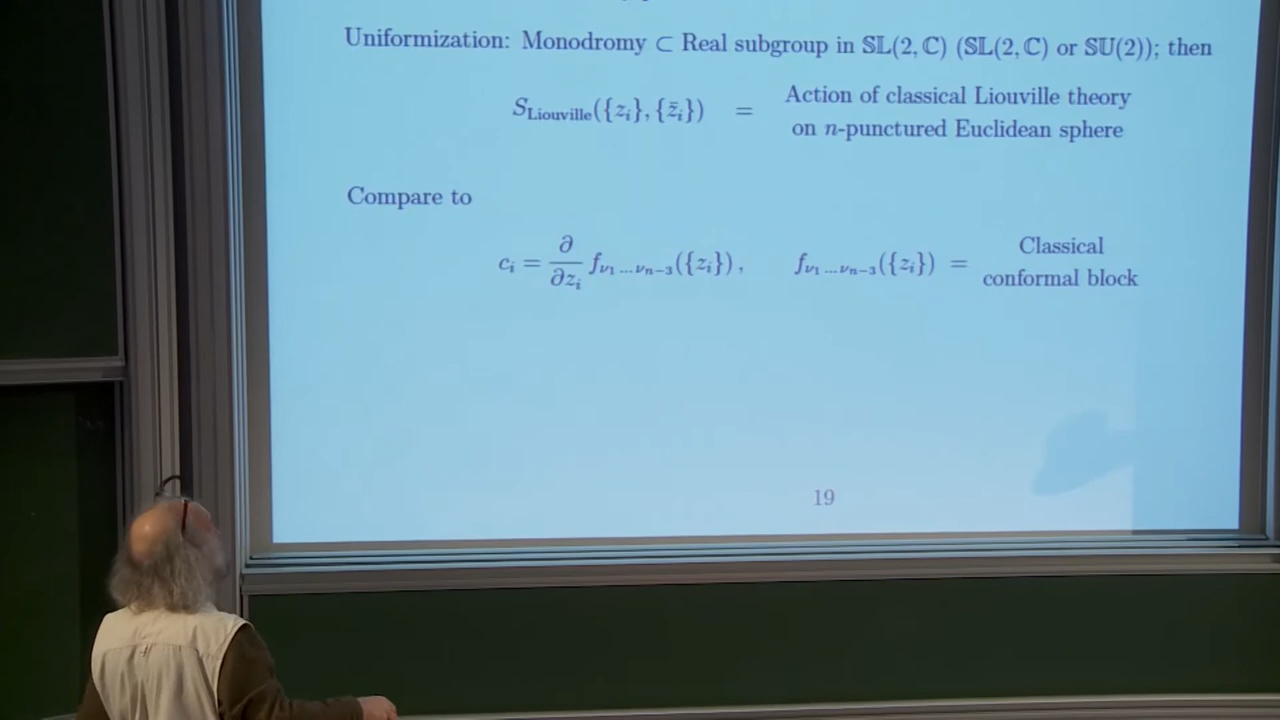 Uniformization: Monodromy ⊂ Real subgroup in 𝕊𝕃(2, ℂ) (𝕊𝕃(2, ℂ) or 𝕊𝕌(2)); then
S_Liouville({z_i}, {z̄_i}) = Action of classical Liouville theory
on n-punctured Euclidean sphere
Compare to
c_i = ∂/∂z_i f_{ν_1…ν_{n−3}}({z_i}), f_{ν_1…ν_{n−3}}({z_i}) = Classical
conformal block
19